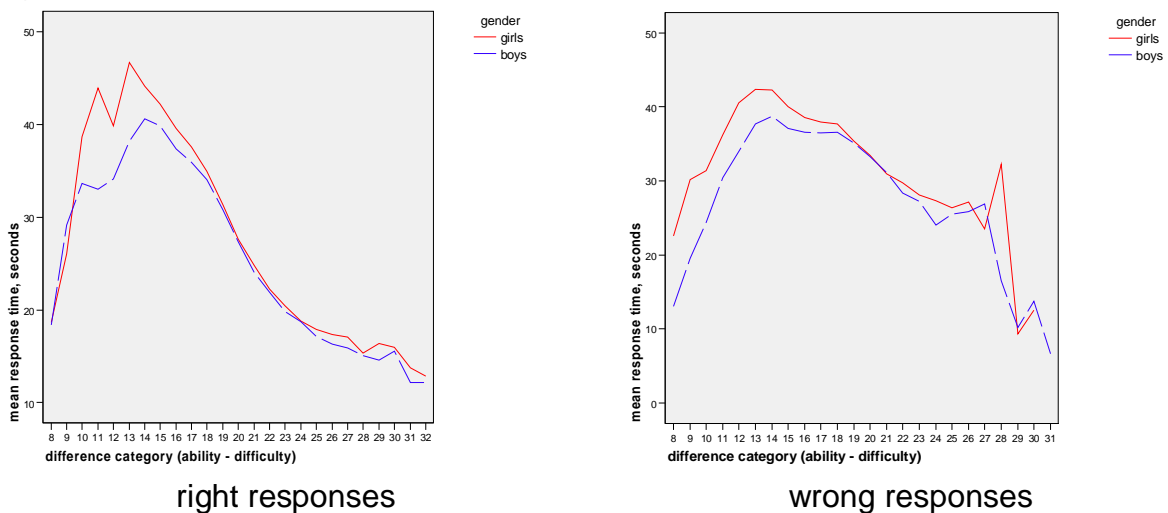 gender
girls
boys
mean response time, seconds
50
40
30
20
10
8 9 10 11 12 13 14 15 16 17 18 19 20 21 22 23 24 25 26 27 28 29 30 31 32
difference category (ability - difficulty)
right responses
gender
girls
boys
mean response time, seconds
50
40
30
20
10
0
8 9 10 11 12 13 14 15 16 17 18 19 20 21 22 23 24 25 26 27 28 29 30 31
difference category (ability - difficulty)
wrong responses